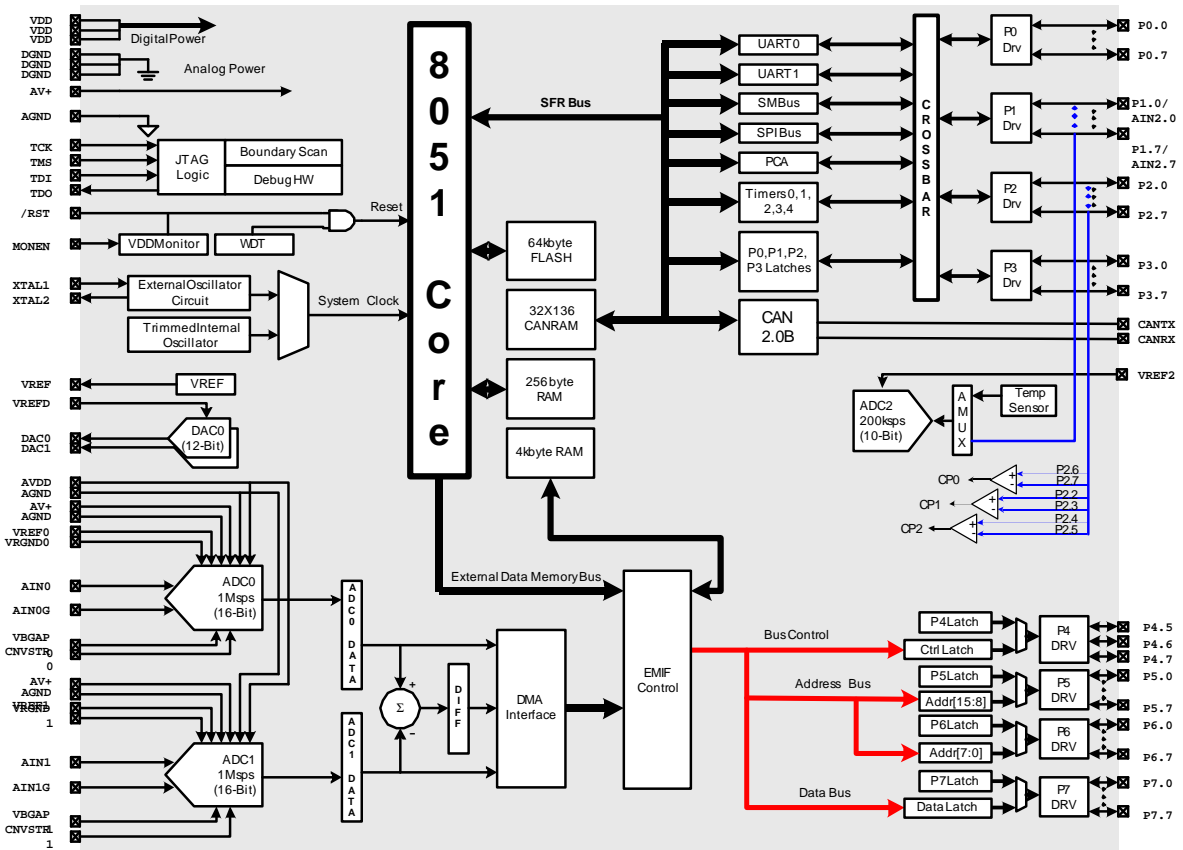 VDD
VDD
VDD
Digital Power
DGND
DGND
DGND
Analog Power
AV+
AGND
TCK
TMS
TDI
TDO
JTAG
Logic
Boundary Scan
Debug HW
/RST
MONEN
VDD Monitor
WDT
Reset
XTAL1
XTAL2
External Oscillator
Circuit
Trimmed Internal
Oscillator
System Clock
VREF
VREF
VREFD
DAC0
DAC1
DAC0
(12-Bit)
AVDD
AGND
AV+
AGND
VREF0
VRGND0
AIN0
AIN0G
VBGAP
0
CNVSTR
0
ADC0
1Msps
(16-Bit)
AV+
AGND
VREF1
VRGND
1
AIN1
AIN1G
VBGAP
1
CNVSTR
1
ADC1
1Msps
(16-Bit)
ADC0 DATA
ADC1 DATA
+
Σ
-
DIFF
DMA
Interface
EMIF
Control
External Data Memory Bus
8051 Core
SFR Bus
64kbyte
FLASH
32X136
CANRAM
256 byte
RAM
4kbyte RAM
UART0
UART1
SMBus
SPI Bus
PCA
Timers 0, 1,
2,3,4
P0, P1, P2,
P3 Latches
CAN
2.0B
CROSSBAR
P0
Drv
P1
Drv
P2
Drv
P3
Drv
P0.0
P0.7
P1.0/
AIN2.0
P1.7/
AIN2.7
P2.0
P2.7
P3.0
P3.7
CANTX
CANRX
VREF2
ADC2
200ksps
(10-Bit)
AMUX
Temp
Sensor
CP0
+
-
P2.6
P2.7
CP1
+
-
P2.2
P2.3
CP2
+
-
P2.4
P2.5
Bus Control
Address Bus
Data Bus
P4 Latch
Ctrl Latch
P5 Latch
Addr[15:8]
P6 Latch
Addr[7:0]
P7 Latch
Data Latch
P4
DRV
P5
DRV
P6
DRV
P7
DRV
P4.5
P4.6
P4.7
P5.0
P5.7
P6.0
P6.7
P7.0
P7.7